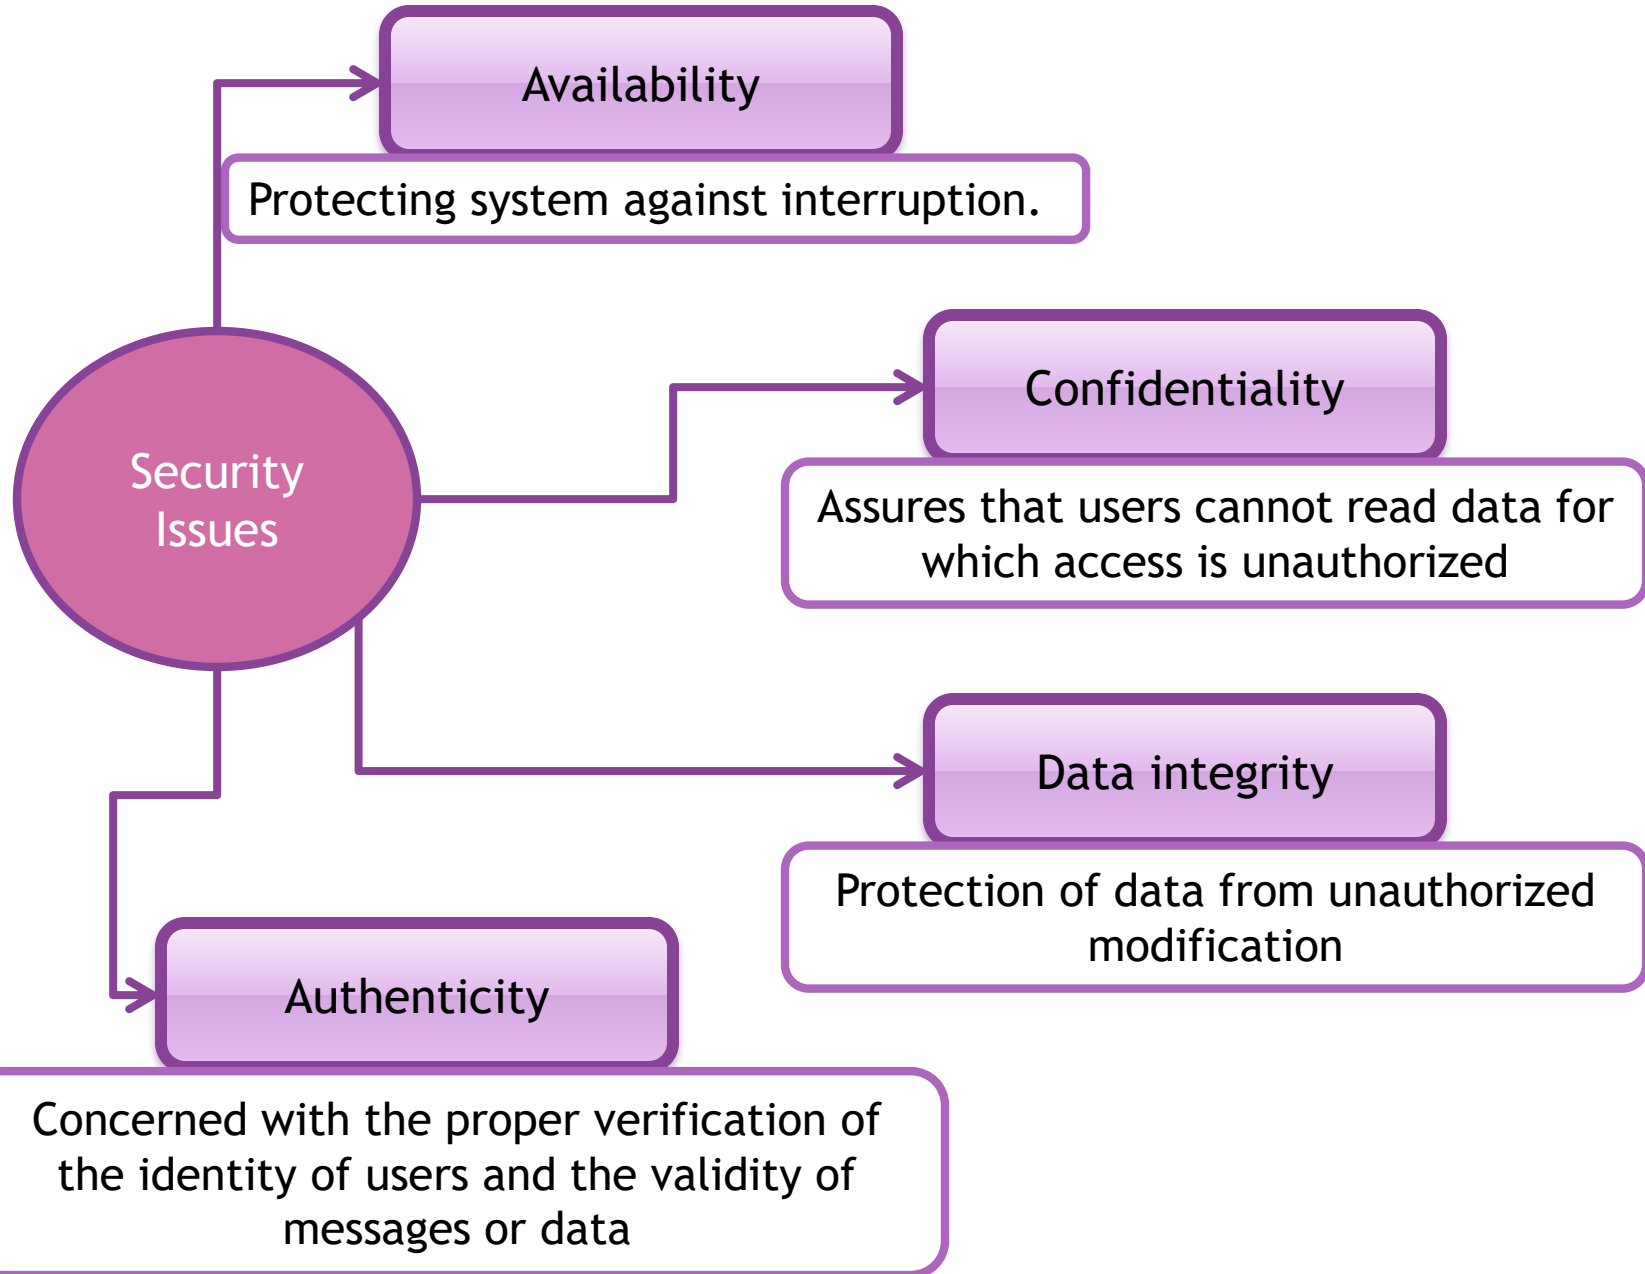 Availability
Protecting system against interruption.
Confidentiality
Security
Issues
Assures that users cannot read data for
which access is unauthorized
Data integrity
Protection of data from unauthorized
modification
Authenticity
Concerned with the proper verification of
the identity of users and the validity of
messages or data